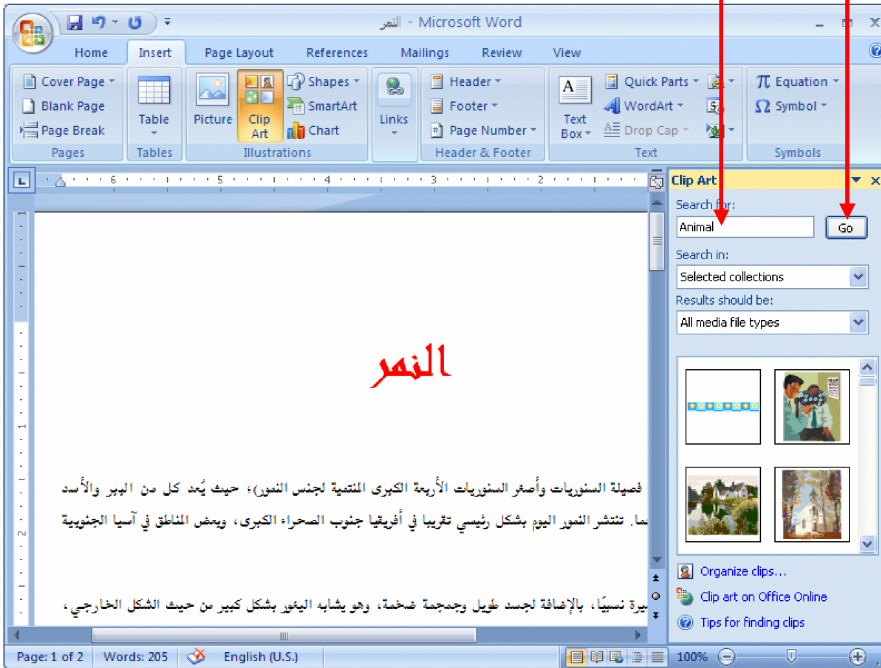 النمر - Microsoft Word
Home Insert Page Layout References Mailings Review View
Cover Page
Blank Page
Page Break
Pages
Table
Tables
Picture
Clip Art
Shapes
SmartArt
Chart
Illustrations
Links
Header
Footer
Page Number
Header & Footer
A
Text Box
Quick Parts
WordArt
Drop Cap
Text
Equation
Symbol
Symbols
6 5 4 3 2
Clip Art
Search for:
Animal
Go
Search in:
Selected collections
Results should be:
All media file types
Organize clips...
Clip art on Office Online
Tips for finding clips
النمر
فصيلة السنوريات وأصغر السنوريات الأربعة الكبرى المنتمية لجنس النمور)؛ حيث يُعد كل من الببر والأسد
تنتشر النمور اليوم بشكل رئيسي تقريبا في أفريقيا جنوب الصحراء الكبرى، وبعض المناطق في آسيا الجنوبية
نسبيًا، بالإضافة لجسد طويل وجمجمة ضخمة، وهو يشابه اليغور بشكل كبير من حيث الشكل الخارجي،
Page: 1 of 2 Words: 205 English (U.S.) 100%